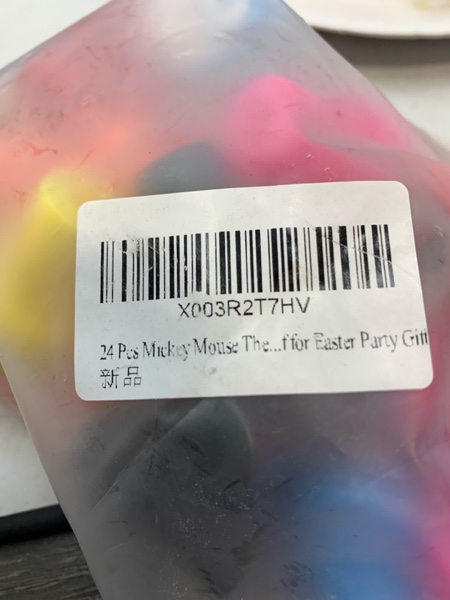 X003R2T7HV
24 Pcs Mickey Mouse The...f for Easter Party Gift
新品